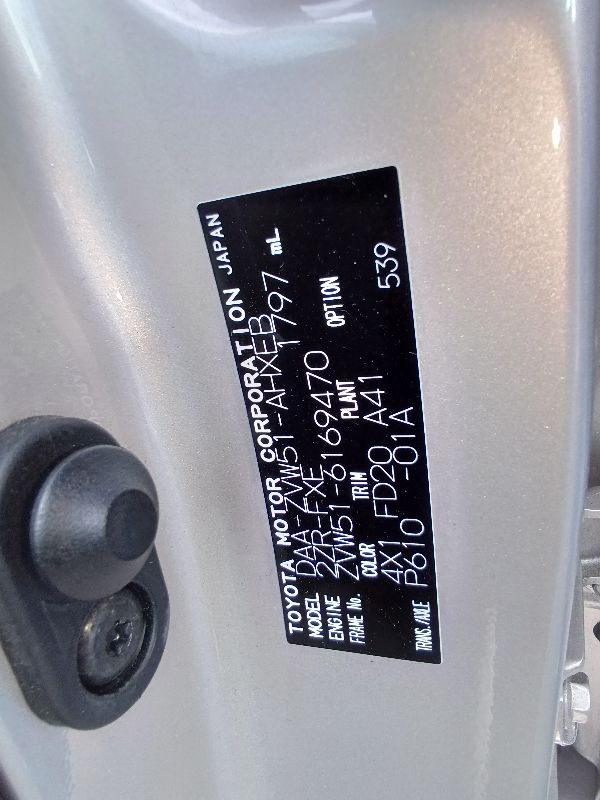 TOYOTA MOTOR CORPORATION JAPAN
MODEL DAA-ZVW51-AHXEB
ENGINE 2ZR-FXE 1797 mL
FRAME No. ZVW51-6169470
COLOR TRIM PLANT OPTION
4X1 FD20 A41 539
TRANS./AXLE P610 -01A